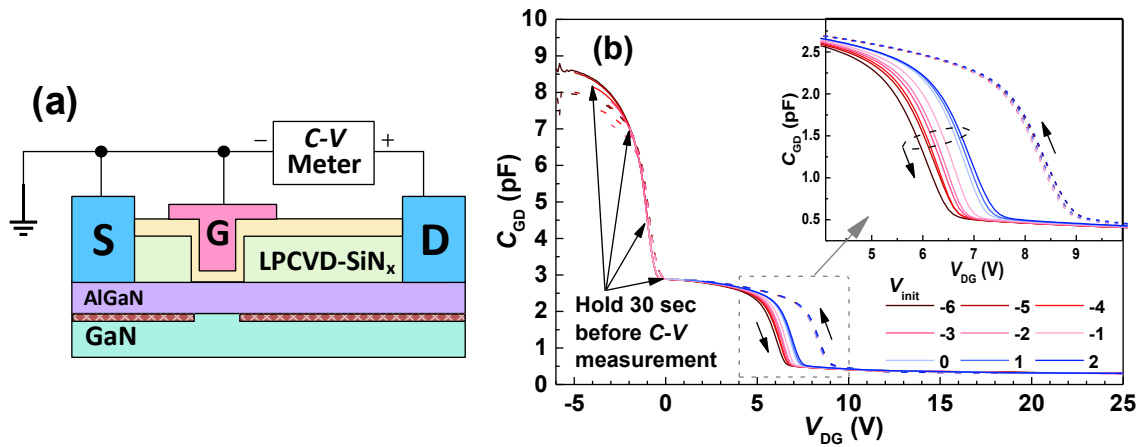 (a)
− C-V +
Meter
S
G
D
LPCVD-SiNx
AlGaN
GaN
(b)
10
9
8
7
6
5
4
3
2
1
0
CGD (pF)
-5 0 5 10 15 20 25
VDG (V)
Hold 30 sec
before C-V
measurement
2.5
2.0
1.5
1.0
0.5
CGD (pF)
5 6 7 8 9
VDG (V)
Vinit
-6 -5 -4
-3 -2 -1
0 1 2